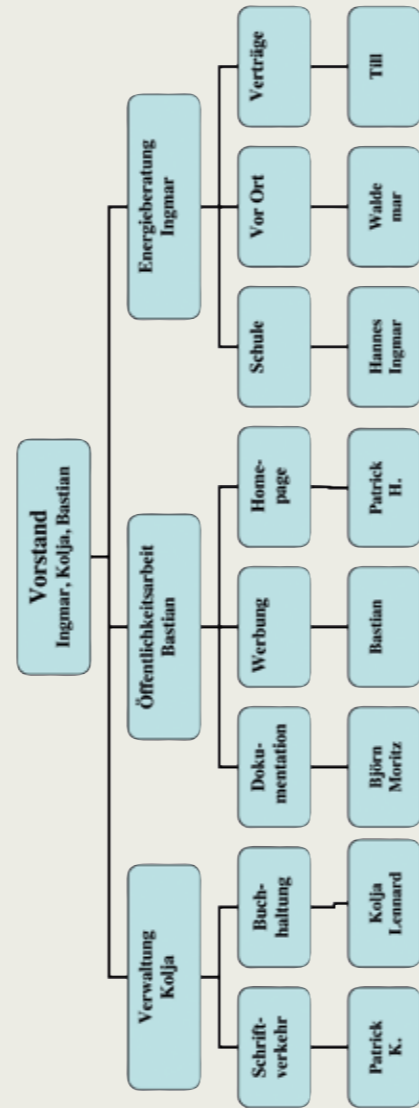 Vorstand
Ingmar, Kolja, Bastian
Verwaltung
Kolja
Öffentlichkeitsarbeit
Bastian
Energieberatung
Ingmar
Schrift-
verkehr
Buch-
haltung
Doku-
mentation
Werbung
Home-
page
Schule
Vor Ort
Verträge
Patrick
K.
Kolja
Lennard
Björn
Moritz
Bastian
Patrick
H.
Hannes
Ingmar
Walde
mar
Till